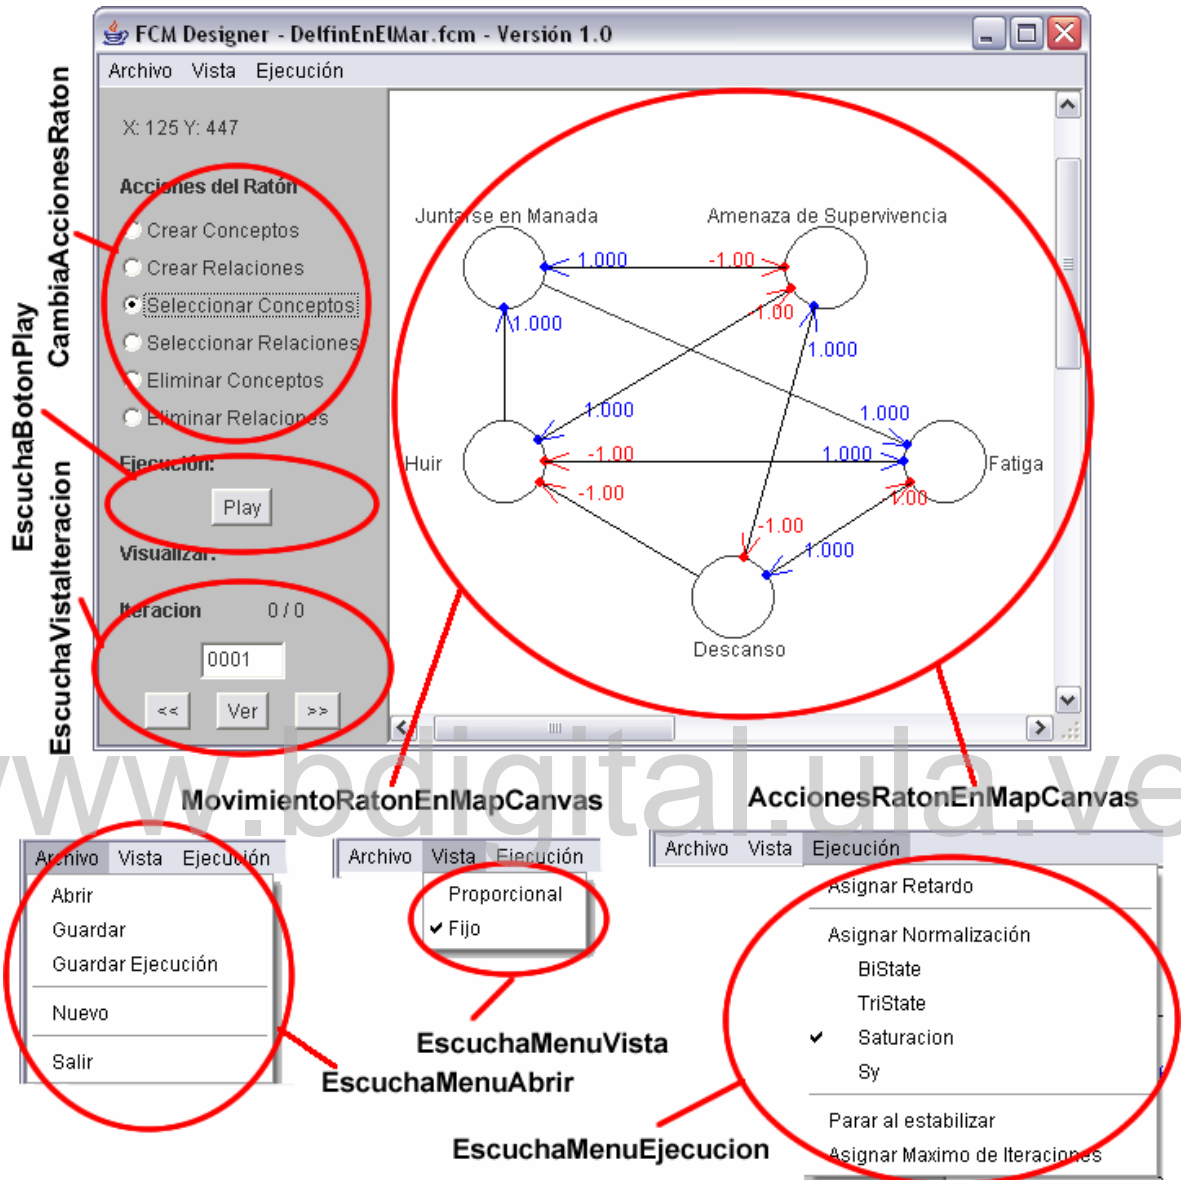 FCM Designer - DelfinEnElMar.fcm - Versión 1.0
Archivo Vista Ejecución
X: 125 Y: 447
Acciones del Ratón
Crear Conceptos
Crear Relaciones
Seleccionar Conceptos
Seleccionar Relaciones
Eliminar Conceptos
Eliminar Relaciones
Ejecución:
Play
Visualizar:
Iteracion 0 / 0
0001
<< Ver >>
CambiaAccionesRaton
EscuchaBotonPlay
EscuchaVistaIteracion
Juntarse en Manada
Amenaza de Supervivencia
1.000
-1.00
1.00
1.000
1.000
1.000
1.000
Huir
-1.00
1.000
Fatiga
-1.00
1.00
-1.00
1.000
Descanso
www.bdigital.ula.ve
MovimientoRatonEnMapCanvas
AccionesRatonEnMapCanvas
Archivo Vista Ejecución
Abrir
Guardar
Guardar Ejecución
Nuevo
Salir
EscuchaMenuAbrir
Archivo Vista Ejecución
Proporcional
Fijo
EscuchaMenuVista
Archivo Vista Ejecución
Asignar Retardo
Asignar Normalización
BiState
TriState
Saturacion
Sy
Parar al estabilizar
Asignar Maximo de Iteraciones
EscuchaMenuEjecucion